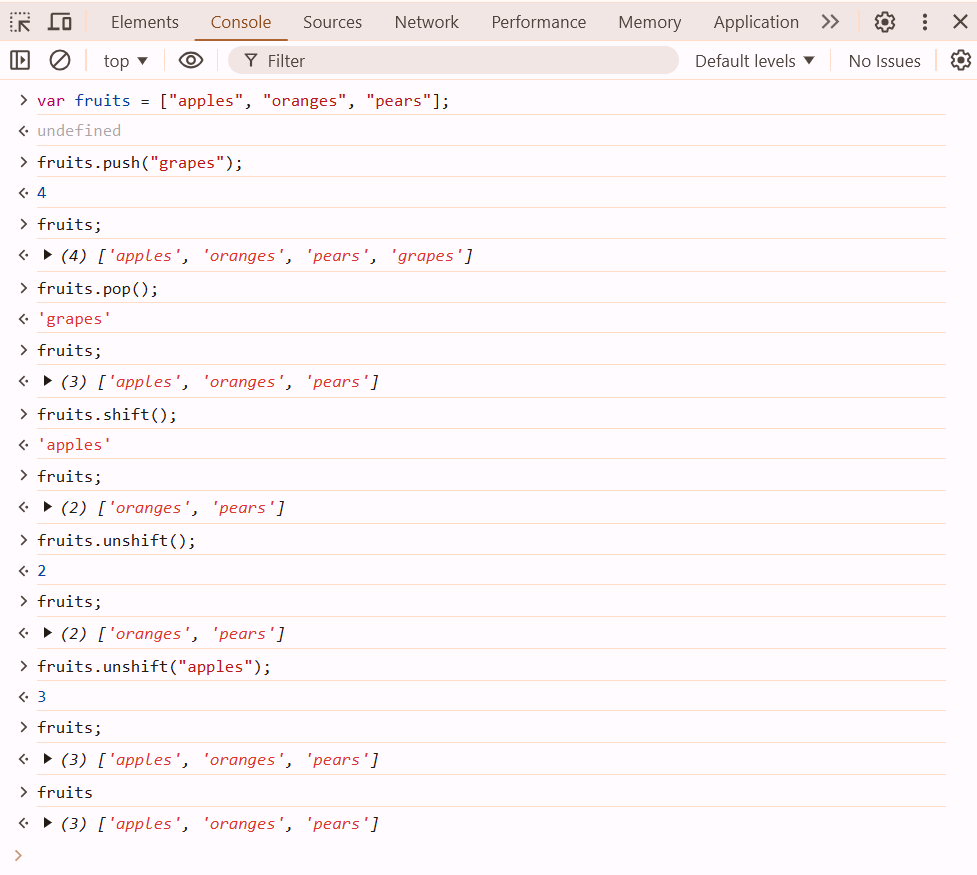 Elements Console Sources Network Performance Memory Application
top Filter Default levels No Issues
var fruits = ["apples", "oranges", "pears"];
undefined
fruits.push("grapes");
4
fruits;
(4) ['apples', 'oranges', 'pears', 'grapes']
fruits.pop();
'grapes'
fruits;
(3) ['apples', 'oranges', 'pears']
fruits.shift();
'apples'
fruits;
(2) ['oranges', 'pears']
fruits.unshift();
2
fruits;
(2) ['oranges', 'pears']
fruits.unshift("apples");
3
fruits;
(3) ['apples', 'oranges', 'pears']
fruits
(3) ['apples', 'oranges', 'pears']